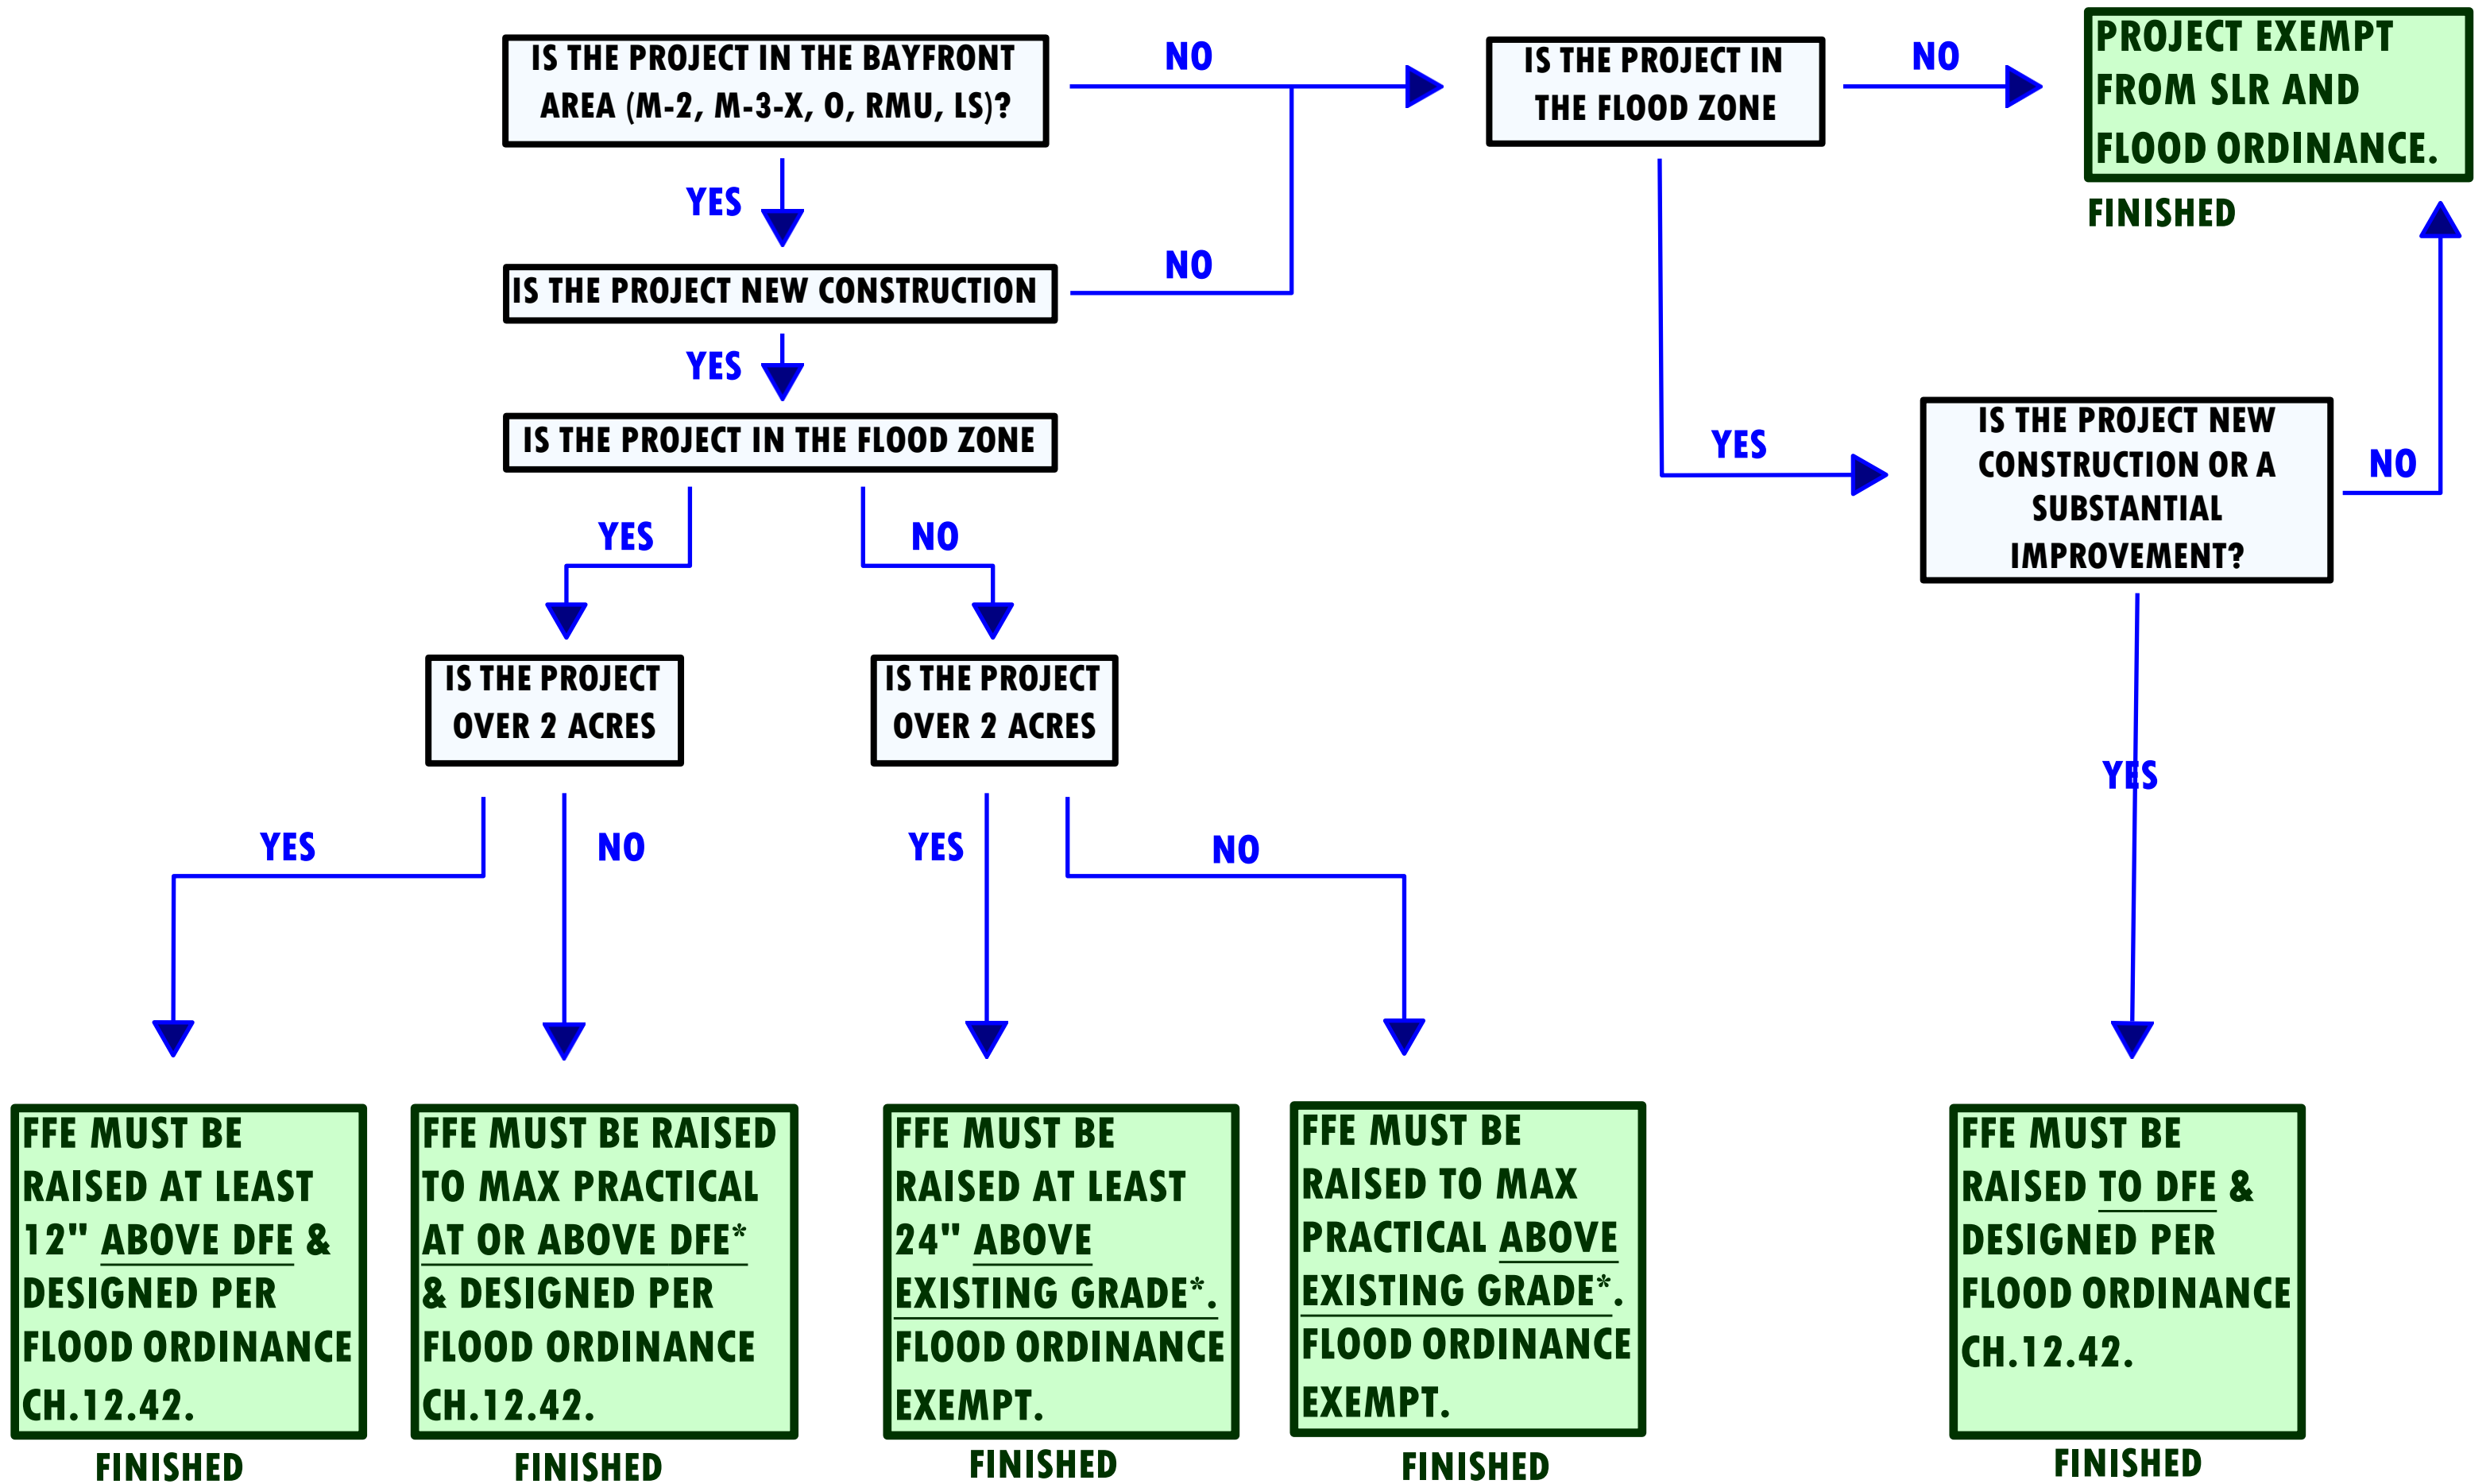 IS THE PROJECT IN THE BAYFRONT
AREA (M-2, M-3-X, O, RMU, LS)?
NO
IS THE PROJECT IN
THE FLOOD ZONE
NO
PROJECT EXEMPT
FROM SLR AND
FLOOD ORDINANCE.
FINISHED
YES
IS THE PROJECT NEW CONSTRUCTION
NO
YES
IS THE PROJECT IN THE FLOOD ZONE
YES
IS THE PROJECT NEW
CONSTRUCTION OR A
SUBSTANTIAL
IMPROVEMENT?
NO
YES
NO
IS THE PROJECT
OVER 2 ACRES
IS THE PROJECT
OVER 2 ACRES
YES
YES
NO
YES
NO
FFE MUST BE
RAISED AT LEAST
12" ABOVE DFE &
DESIGNED PER
FLOOD ORDINANCE
CH.12.42.
FINISHED
FFE MUST BE RAISED
TO MAX PRACTICAL
AT OR ABOVE DFE*
& DESIGNED PER
FLOOD ORDINANCE
CH.12.42.
FINISHED
FFE MUST BE
RAISED AT LEAST
24" ABOVE
EXISTING GRADE*.
FLOOD ORDINANCE
EXEMPT.
FINISHED
FFE MUST BE
RAISED TO MAX
PRACTICAL ABOVE
EXISTING GRADE*.
FLOOD ORDINANCE
EXEMPT.
FINISHED
FFE MUST BE
RAISED TO DFE &
DESIGNED PER
FLOOD ORDINANCE
CH.12.42.
FINISHED